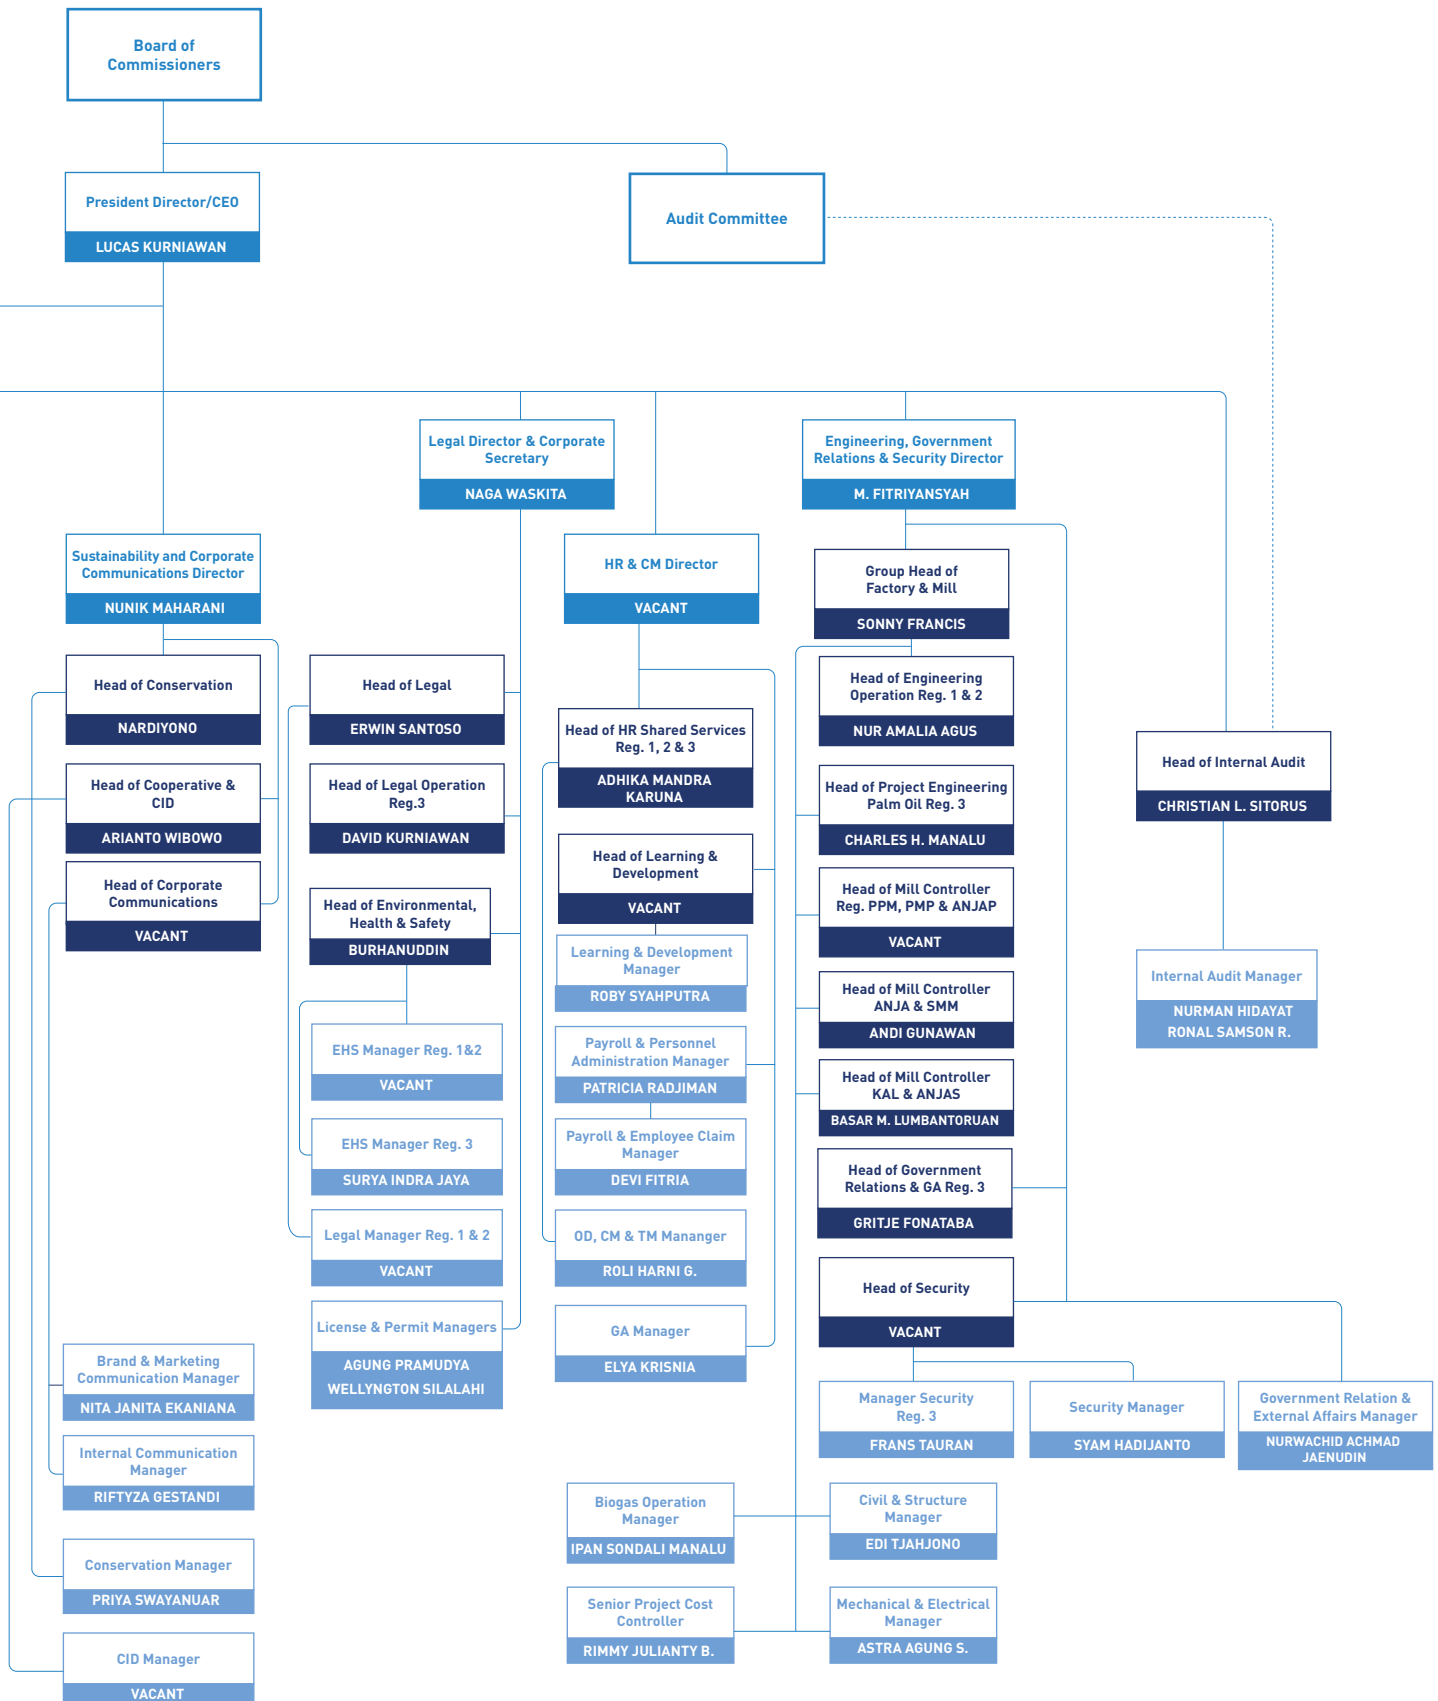 Board of
Commissioners
President Director/CEO
LUCAS KURNIAWAN
Audit Committee
Legal Director & Corporate
Secretary
NAGA WASKITA
Engineering, Government
Relations & Security Director
M. FITRIYANSYAH
Sustainability and Corporate
Communications Director
NUNIK MAHARANI
HR & CM Director
VACANT
Group Head of
Factory & Mill
SONNY FRANCIS
Head of Conservation
NARDIYONO
Head of Cooperative &
CID
ARIANTO WIBOWO
Head of Corporate
Communications
VACANT
Brand & Marketing
Communication Manager
NITA JANITA EKANIANA
Internal Communication
Manager
RIFTYZA GESTANDI
Conservation Manager
PRIYA SWAYANUAR
CID Manager
VACANT
Head of Legal
ERWIN SANTOSO
Head of Legal Operation
Reg.3
DAVID KURNIAWAN
Head of Environmental,
Health & Safety
BURHANUDDIN
EHS Manager Reg. 1&2
VACANT
EHS Manager Reg. 3
SURYA INDRA JAYA
Legal Manager Reg. 1 & 2
VACANT
License & Permit Managers
AGUNG PRAMUDYA
WELLYNGTON SILALAHI
Head of HR Shared Services
Reg. 1, 2 & 3
ADHIKA MANDRA
KARUNA
Head of Learning &
Development
VACANT
Learning & Development
Manager
ROBY SYAHPUTRA
Payroll & Personnel
Administration Manager
PATRICIA RADJIMAN
Payroll & Employee Claim
Manager
DEVI FITRIA
OD, CM & TM Mananger
ROLI HARNI G.
GA Manager
ELYA KRISNIA
Head of Engineering
Operation Reg. 1 & 2
NUR AMALIA AGUS
Head of Project Engineering
Palm Oil Reg. 3
CHARLES H. MANALU
Head of Mill Controller
Reg. PPM, PMP & ANJAP
VACANT
Head of Mill Controller
ANJA & SMM
ANDI GUNAWAN
Head of Mill Controller
KAL & ANJAS
BASAR M. LUMBANTORUAN
Head of Government
Relations & GA Reg. 3
GRITJE FONATABA
Head of Security
VACANT
Manager Security
Reg. 3
FRANS TAURAN
Security Manager
SYAM HADIJANTO
Government Relation &
External Affairs Manager
NURWACHID ACHMAD
JAENUDIN
Biogas Operation
Manager
IPAN SONDALI MANALU
Civil & Structure
Manager
EDI TJAHJONO
Senior Project Cost
Controller
RIMMY JULIANTY B.
Mechanical & Electrical
Manager
ASTRA AGUNG S.
Head of Internal Audit
CHRISTIAN L. SITORUS
Internal Audit Manager
NURMAN HIDAYAT
RONAL SAMSON R.